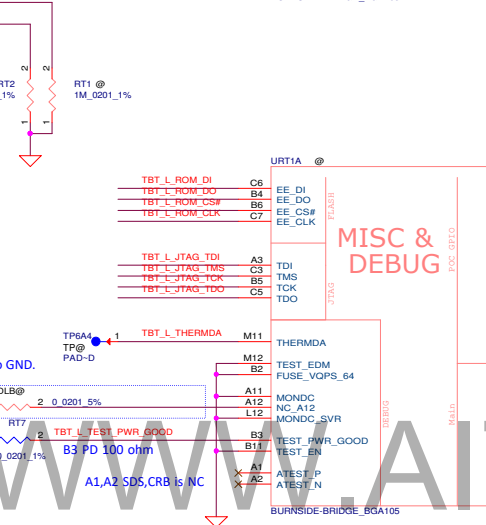 RT2
1%
2
2
RT1 @
1M_0201_1%
1
1
URT1A @
TBT_L_ROM_DI C6 EE_DI
TBT_L_ROM_DO B4 EE_DO
TBT_L_ROM_CS# B6 EE_CS#
TBT_L_ROM_CLK C7 EE_CLK
FLASH
MISC &
DEBUG
POC GPIO
TBT_L_JTAG_TDI A3 TDI
TBT_L_JTAG_TMS C3 TMS
TBT_L_JTAG_TCK B5 TCK
TBT_L_JTAG_TDO C5 TDO
JTAG
TP6A4 1 TBT_L_THERMDA M11 THERMDA
TP@
PAD~D
M12 TEST_EDM
B2 FUSE_VQPS_64
o GND.
DLB@
A11 MONDC
2 0_0201_5% A12 NC_A12
L12 MONDC_SVR
RT7
2 TBT_L_TEST_PWR_GOOD B3 TEST_PWR_GOOD
0_0201_1% B3 PD 100 ohm B11 TEST_EN
DEBUG
Main
A1 ATEST_P
A1,A2 SDS,CRB is NC A2 ATEST_N
BURNSIDE-BRIDGE_BGA105
WWW.AI